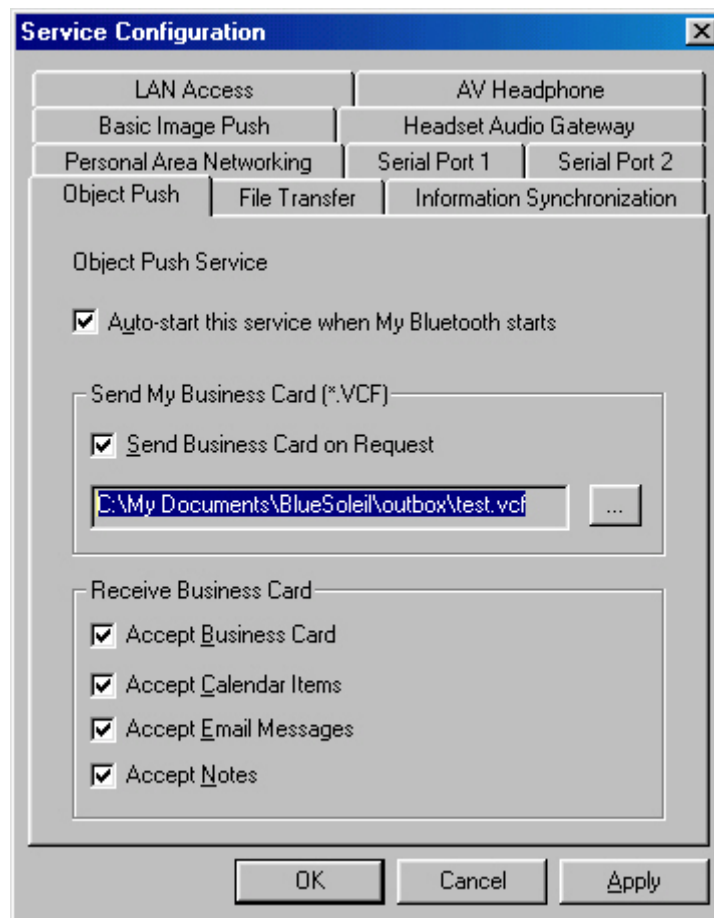 Service Configuration
LAN Access AV Headphone
Basic Image Push Headset Audio Gateway
Personal Area Networking Serial Port 1 Serial Port 2
Object Push File Transfer Information Synchronization
Object Push Service
Auto-start this service when My Bluetooth starts
Send My Business Card (*.VCF)
Send Business Card on Request
C:\My Documents\BlueSoleil\outbox\test.vcf ...
Receive Business Card
Accept Business Card
Accept Calendar Items
Accept Email Messages
Accept Notes
OK Cancel Apply